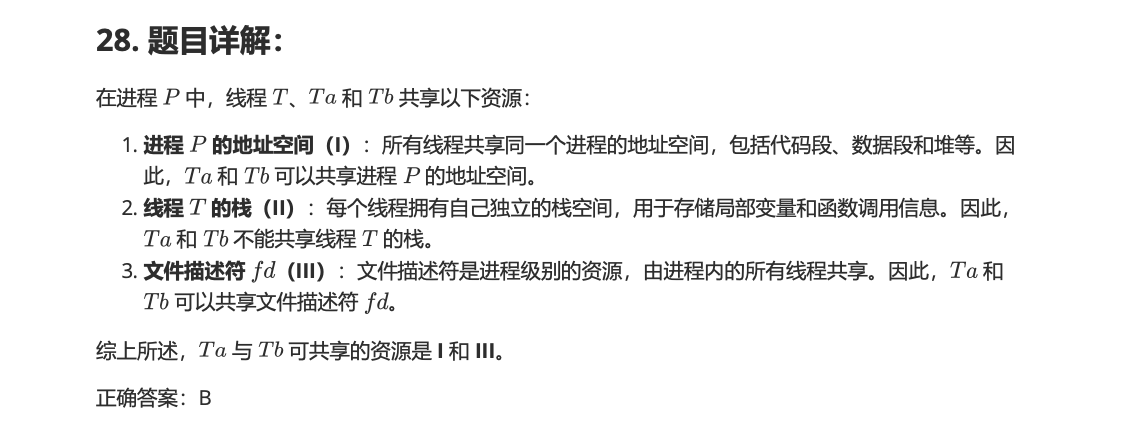 28. 题目详解：
在进程 P 中，线程 T、Ta 和 Tb 共享以下资源：
1. 进程 P 的地址空间（I）：所有线程共享同一个进程的地址空间，包括代码段、数据段和堆等。因
此，Ta 和 Tb 可以共享进程 P 的地址空间。
2. 线程 T 的栈（II）：每个线程拥有自己独立的栈空间，用于存储局部变量和函数调用信息。因此，
Ta 和 Tb 不能共享线程 T 的栈。
3. 文件描述符 fd（III）：文件描述符是进程级别的资源，由进程内的所有线程共享。因此，Ta 和
Tb 可以共享文件描述符 fd。
综上所述，Ta 与 Tb 可共享的资源是 I 和 III。
正确答案：B